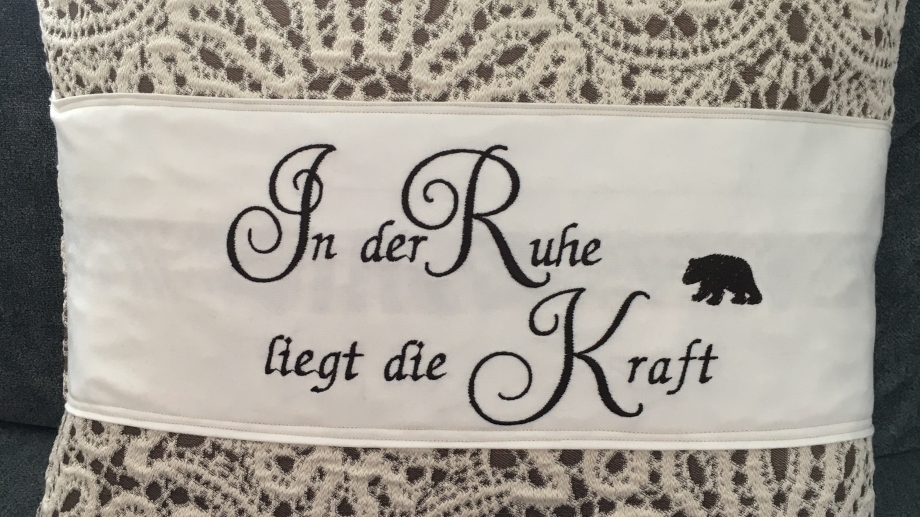 In der Ruhe
liegt die Kraft